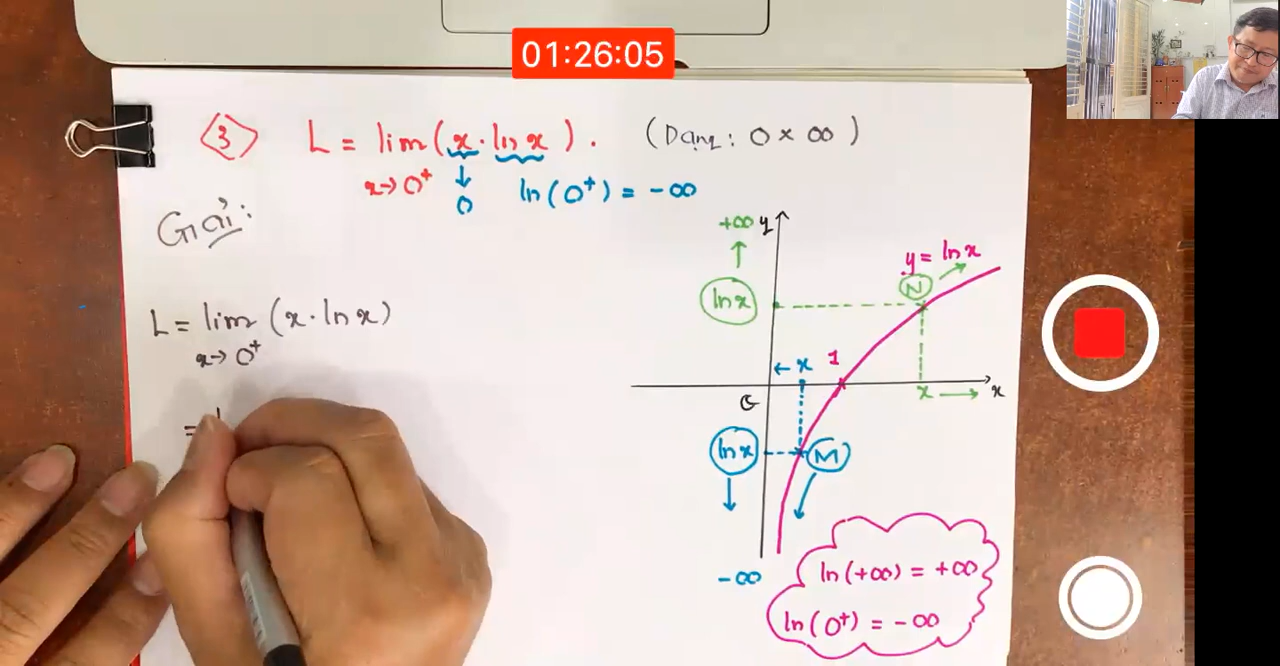 01:26:05
3 L = lim (x . ln x) . (Dạng : 0 × ∞)
x → 0⁺ ↓ ln(0⁺) = -∞
0
Giải:
L = lim (x . ln x)
x → 0⁺
=
+∞ y
↑
ln x
y = ln x
N
← x 1
O x → x
ln x M
↓
-∞
ln(+∞) = +∞
ln(0⁺) = -∞